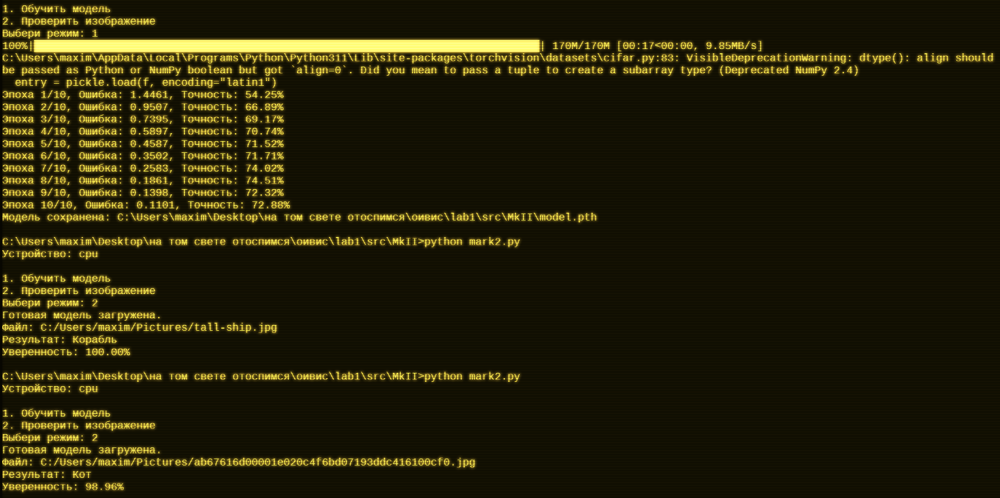 1. Обучить модель
2. Проверить изображение
Выбери режим: 1
100%|██████████| 170M/170M [00:17<00:00, 9.85MB/s]
C:\Users\maxim\AppData\Local\Programs\Python\Python311\Lib\site-packages\torchvision\datasets\cifar.py:83: VisibleDeprecationWarning: dtype(): align should
be passed as Python or NumPy boolean but got `align=0`. Did you mean to pass a tuple to create a subarray type? (Deprecated NumPy 2.4)
  entry = pickle.load(f, encoding="latin1")
Эпоха 1/10, Ошибка: 1.4461, Точность: 54.25%
Эпоха 2/10, Ошибка: 0.9507, Точность: 66.89%
Эпоха 3/10, Ошибка: 0.7395, Точность: 69.17%
Эпоха 4/10, Ошибка: 0.5897, Точность: 70.74%
Эпоха 5/10, Ошибка: 0.4587, Точность: 71.52%
Эпоха 6/10, Ошибка: 0.3502, Точность: 71.71%
Эпоха 7/10, Ошибка: 0.2583, Точность: 74.02%
Эпоха 8/10, Ошибка: 0.1861, Точность: 74.51%
Эпоха 9/10, Ошибка: 0.1398, Точность: 72.32%
Эпоха 10/10, Ошибка: 0.1101, Точность: 72.88%
Модель сохранена: C:\Users\maxim\Desktop\на том свете отоспимся\оивис\lab1\src\MkII\model.pth
C:\Users\maxim\Desktop\на том свете отоспимся\оивис\lab1\src\MkII>python mark2.py
Устройство: cpu
1. Обучить модель
2. Проверить изображение
Выбери режим: 2
Готовая модель загружена.
Файл: C:/Users/maxim/Pictures/tall-ship.jpg
Результат: Корабль
Уверенность: 100.00%
C:\Users\maxim\Desktop\на том свете отоспимся\оивис\lab1\src\MkII>python mark2.py
Устройство: cpu
1. Обучить модель
2. Проверить изображение
Выбери режим: 2
Готовая модель загружена.
Файл: C:/Users/maxim/Pictures/ab67616d00001e020c4f6bd07193ddc416100cf0.jpg
Результат: Кот
Уверенность: 98.96%